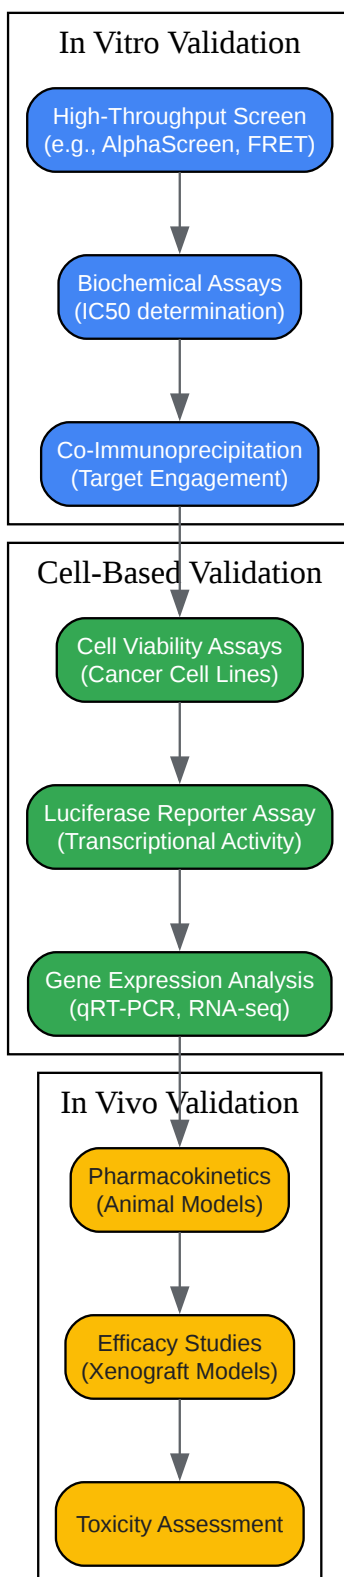 In Vitro Validation
High-Throughput Screen
(e.g., AlphaScreen, FRET)
Biochemical Assays
(IC50 determination)
Co-Immunoprecipitation
(Target Engagement)
Cell-Based Validation
Cell Viability Assays
(Cancer Cell Lines)
Luciferase Reporter Assay
(Transcriptional Activity)
Gene Expression Analysis
(qRT-PCR, RNA-seq)
In Vivo Validation
Pharmacokinetics
(Animal Models)
Efficacy Studies
(Xenograft Models)
Toxicity Assessment